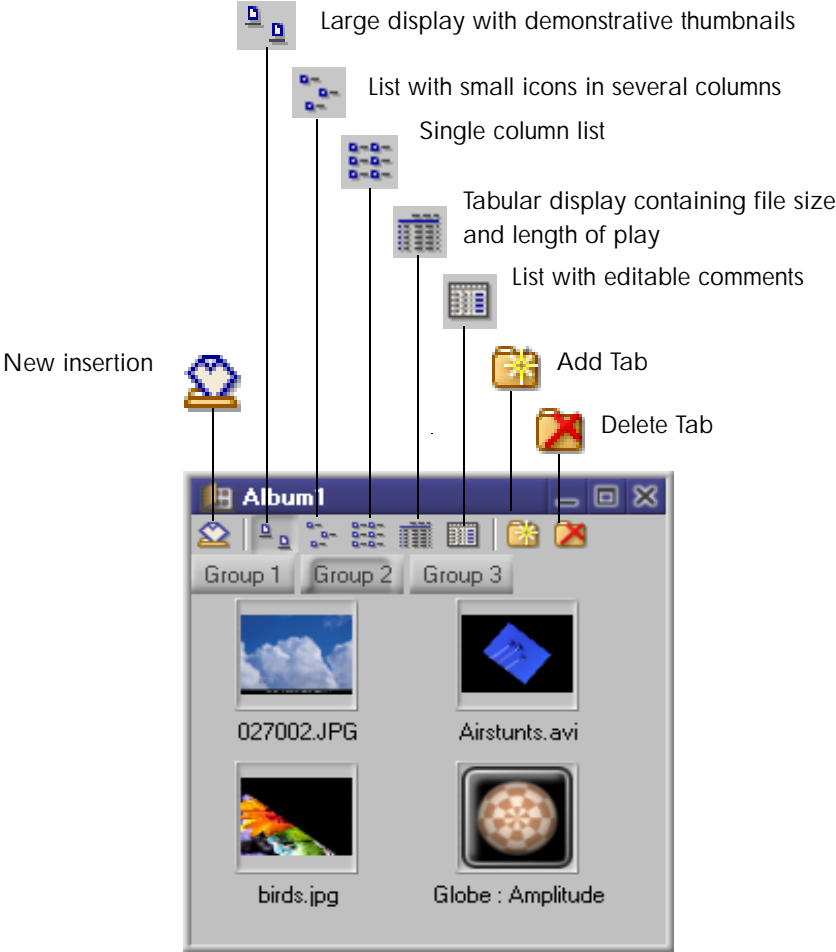 Large display with demonstrative thumbnails
List with small icons in several columns
Single column list
Tabular display containing file size
and length of play
List with editable comments
New insertion
Add Tab
Delete Tab
Album1
Group 1 Group 2 Group 3
027002.JPG Airstunts.avi
birds.jpg Globe : Amplitude